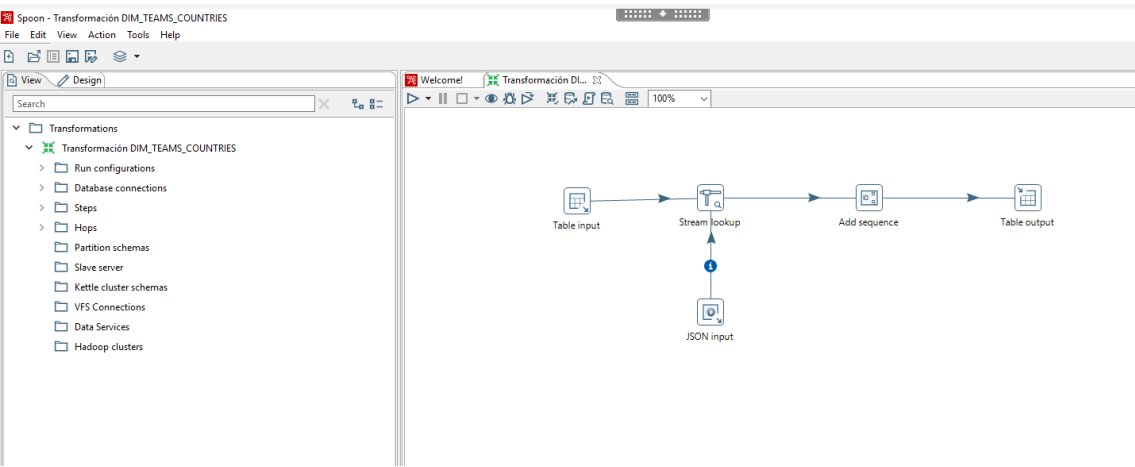 Spoon - Transformación DIM_TEAMS_COUNTRIES
File Edit View Action Tools Help
View Design
Welcome! Transformación DI...
Search
100%
Transformations
Transformación DIM_TEAMS_COUNTRIES
Run configurations
Database connections
Steps
Hops
Partition schemas
Slave server
Kettle cluster schemas
VFS Connections
Data Services
Hadoop clusters
Table input
Stream lookup
Add sequence
Table output
JSON input